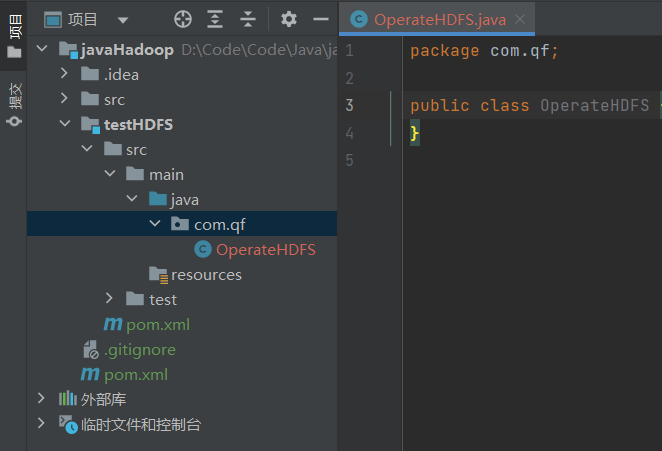 项目
提交
项目
javaHadoop D:\Code\Code\Java\ja
.idea
src
testHDFS
src
main
java
com.qf
OperateHDFS
resources
test
pom.xml
.gitignore
pom.xml
外部库
临时文件和控制台
OperateHDFS.java
1 package com.qf;
2
3 public class OperateHDFS {
4 }
5